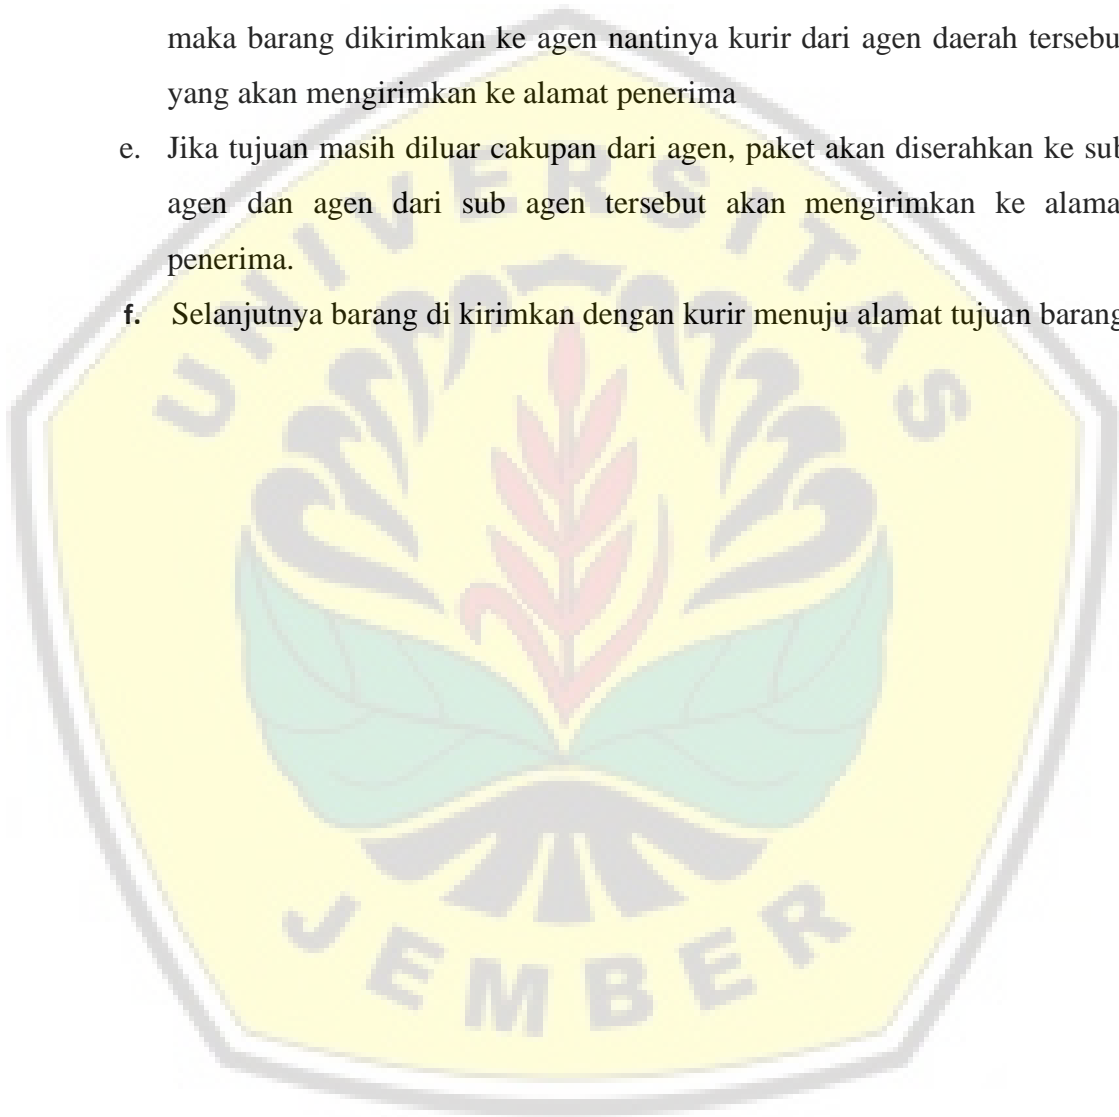 maka barang dikirimkan ke agen nantinya kurir dari agen daerah tersebu
yang akan mengirimkan ke alamat penerima
e. Jika tujuan masih diluar cakupan dari agen, paket akan diserahkan ke sub
agen dan agen dari sub agen tersebut akan mengirimkan ke alama
penerima.
f. Selanjutnya barang di kirimkan dengan kurir menuju alamat tujuan barang
UNIVERSITAS
JEMBER